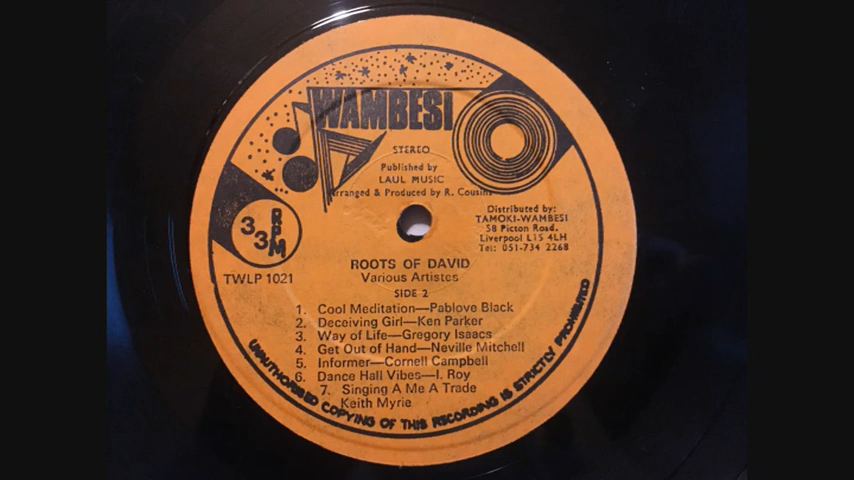 WAMBESI
STEREO
Published by
LAUL MUSIC
Arranged & Produced by R. Cousins
Distributed by:
TAMOKI-WAMBESI
58 Picton Road.
Liverpool L15 4LH
Tel: 051-734 2268
33 RPM
TWLP 1021
ROOTS OF DAVID
Various Artistes
SIDE 2
1. Cool Meditation—Pablove Black
2. Deceiving Girl—Ken Parker
3. Way of Life—Gregory Isaacs
4. Get Out of Hand—Neville Mitchell
5. Informer—Cornell Campbell
6. Dance Hall Vibes—I. Roy
7. Singing A Me A Trade
Keith Myrie
UNAUTHORISED COPYING OF THIS RECORDING IS STRICTLY PROHIBITED